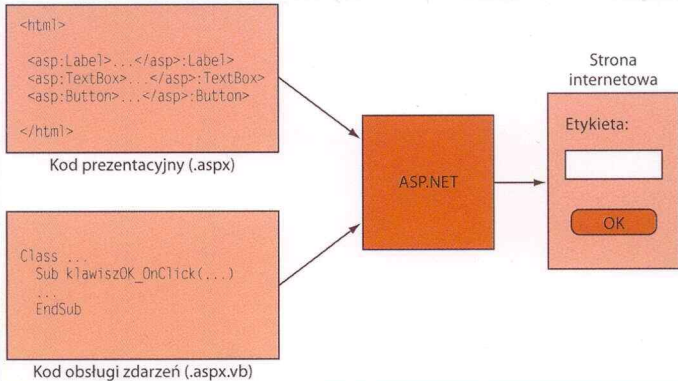 <html>
<asp:Label>...</asp>:Label>
<asp:TextBox>...</asp>:TextBox>
<asp:Button>...</asp>:Button>
</html>
Kod prezentacyjny (.aspx)
Class ...
Sub klawiszOK_OnClick(...)
...
EndSub
Kod obsługi zdarzeń (.aspx.vb)
ASP.NET
Strona
internetowa
Etykieta:
OK